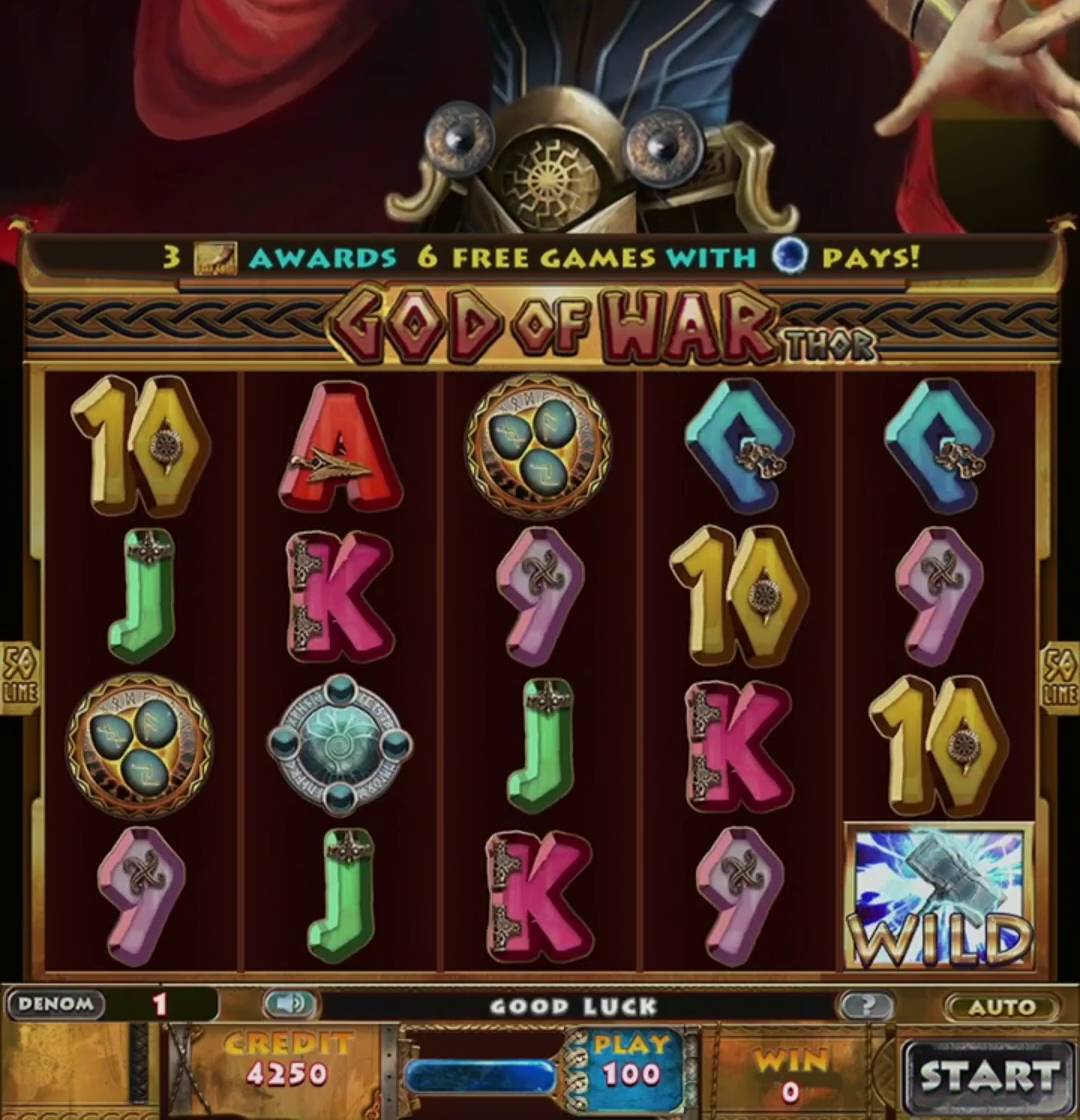 3 AWARDS 6 FREE GAMES WITH PAYS!
GOD OF WAR
THOR
10 A Q Q
J K 9 10 9
50 LINE
50 LINE
J K 10
9 J K 9 WILD
DENOM 1 GOOD LUCK ? AUTO
CREDIT PLAY WIN START
4250 100 0